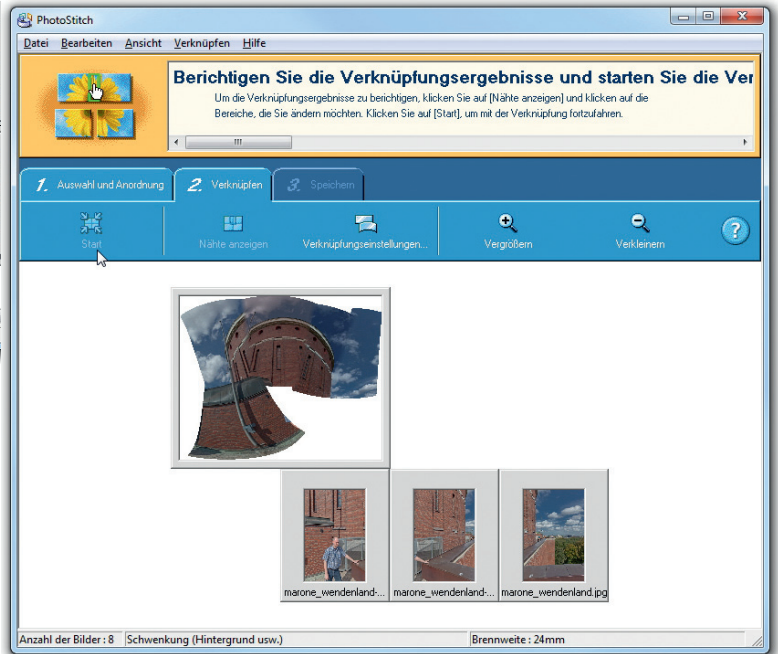 PhotoStitch
Datei Bearbeiten Ansicht Verknüpfen Hilfe
Berichtigen Sie die Verknüpfungsergebnisse und starten Sie die Ver
Um die Verknüpfungsergebnisse zu berichtigen, klicken Sie auf [Nähte anzeigen] und klicken auf die
Bereiche, die Sie ändern möchten. Klicken Sie auf [Start], um mit der Verknüpfung fortzufahren.
1. Auswahl und Anordnung 2. Verknüpfen 3. Speichern
Start Nähte anzeigen Verknüpfungseinstellungen... Vergrößern Verkleinern ?
marone_wendenland-... marone_wendenland-... marone_wendenland.jpg
Anzahl der Bilder : 8 Schwenkung (Hintergrund usw.) Brennweite : 24mm